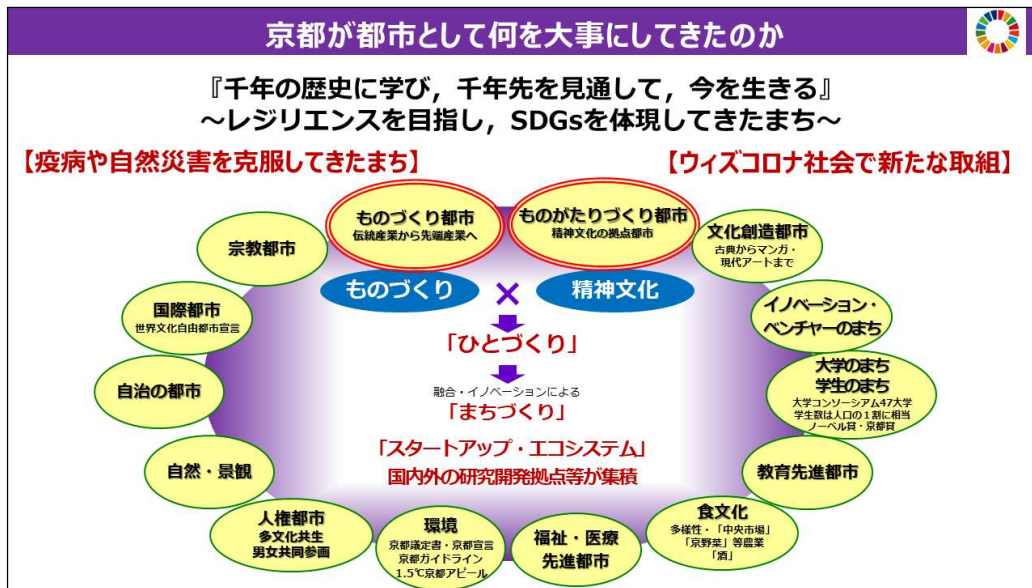 京都が都市として何を大事にしてきたのか
『千年の歴史に学び，千年先を見通して，今を生きる』
～レジリエンスを目指し，SDGsを体現してきたまち～
【疫病や自然災害を克服してきたまち】
【ウィズコロナ社会で新たな取組】
ものづくり都市
伝統産業から先端産業へ
ものがたりづくり都市
精神文化の拠点都市
文化創造都市
古典からマンガ・
現代アートまで
宗教都市
ものづくり
×
精神文化
イノベーション・
ベンチャーのまち
国際都市
世界文化自由都市宣言
「ひとづくり」
大学のまち
学生のまち
大学コンソーシアム47大学
学生数は人口の１割に相当
ノーベル賞・京都賞
自治の都市
融合・イノベーションによる
「まちづくり」
「スタートアップ・エコシステム」
国内外の研究開発拠点等が集積
自然・景観
教育先進都市
人権都市
多文化共生
男女共同参画
環境
京都議定書・京都宣言
京都ガイドライン
1.5℃京都アピール
福祉・医療
先進都市
食文化
多様性・「中央市場」
「京野菜」等農業
「酒」